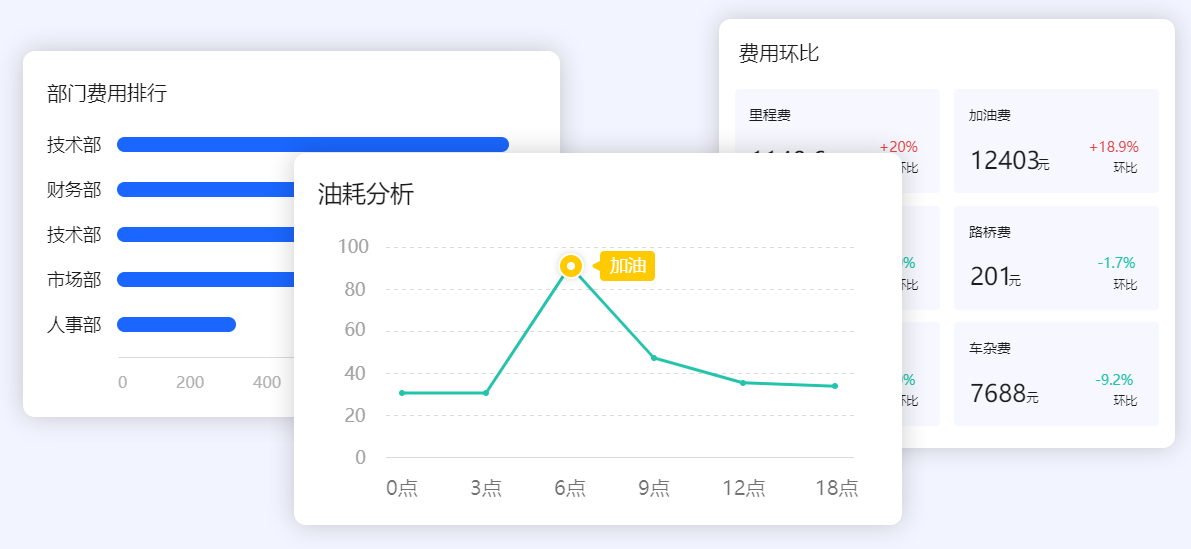 部门费用排行
技术部
财务部
技术部
市场部
人事部
0 200 400
油耗分析
100
80
60
40
20
0
加油
0点 3点 6点 9点 12点 18点
费用环比
里程费
+20%
环比
加油费
12403元
+18.9%
环比
%
环比
路桥费
201元
-1.7%
环比
%
环比
车杂费
7688元
-9.2%
环比